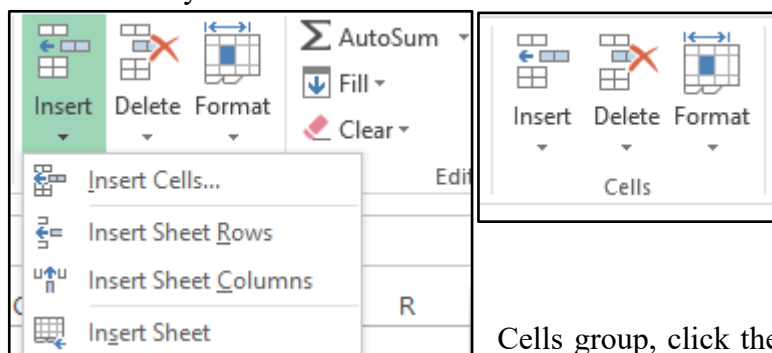 AutoSum
Fill
Insert Delete Format
Clear
Insert Cells...
Edit
Insert Sheet Rows
Insert Sheet Columns
R
Insert Sheet
Insert Delete Format
Cells
Cells group, click the